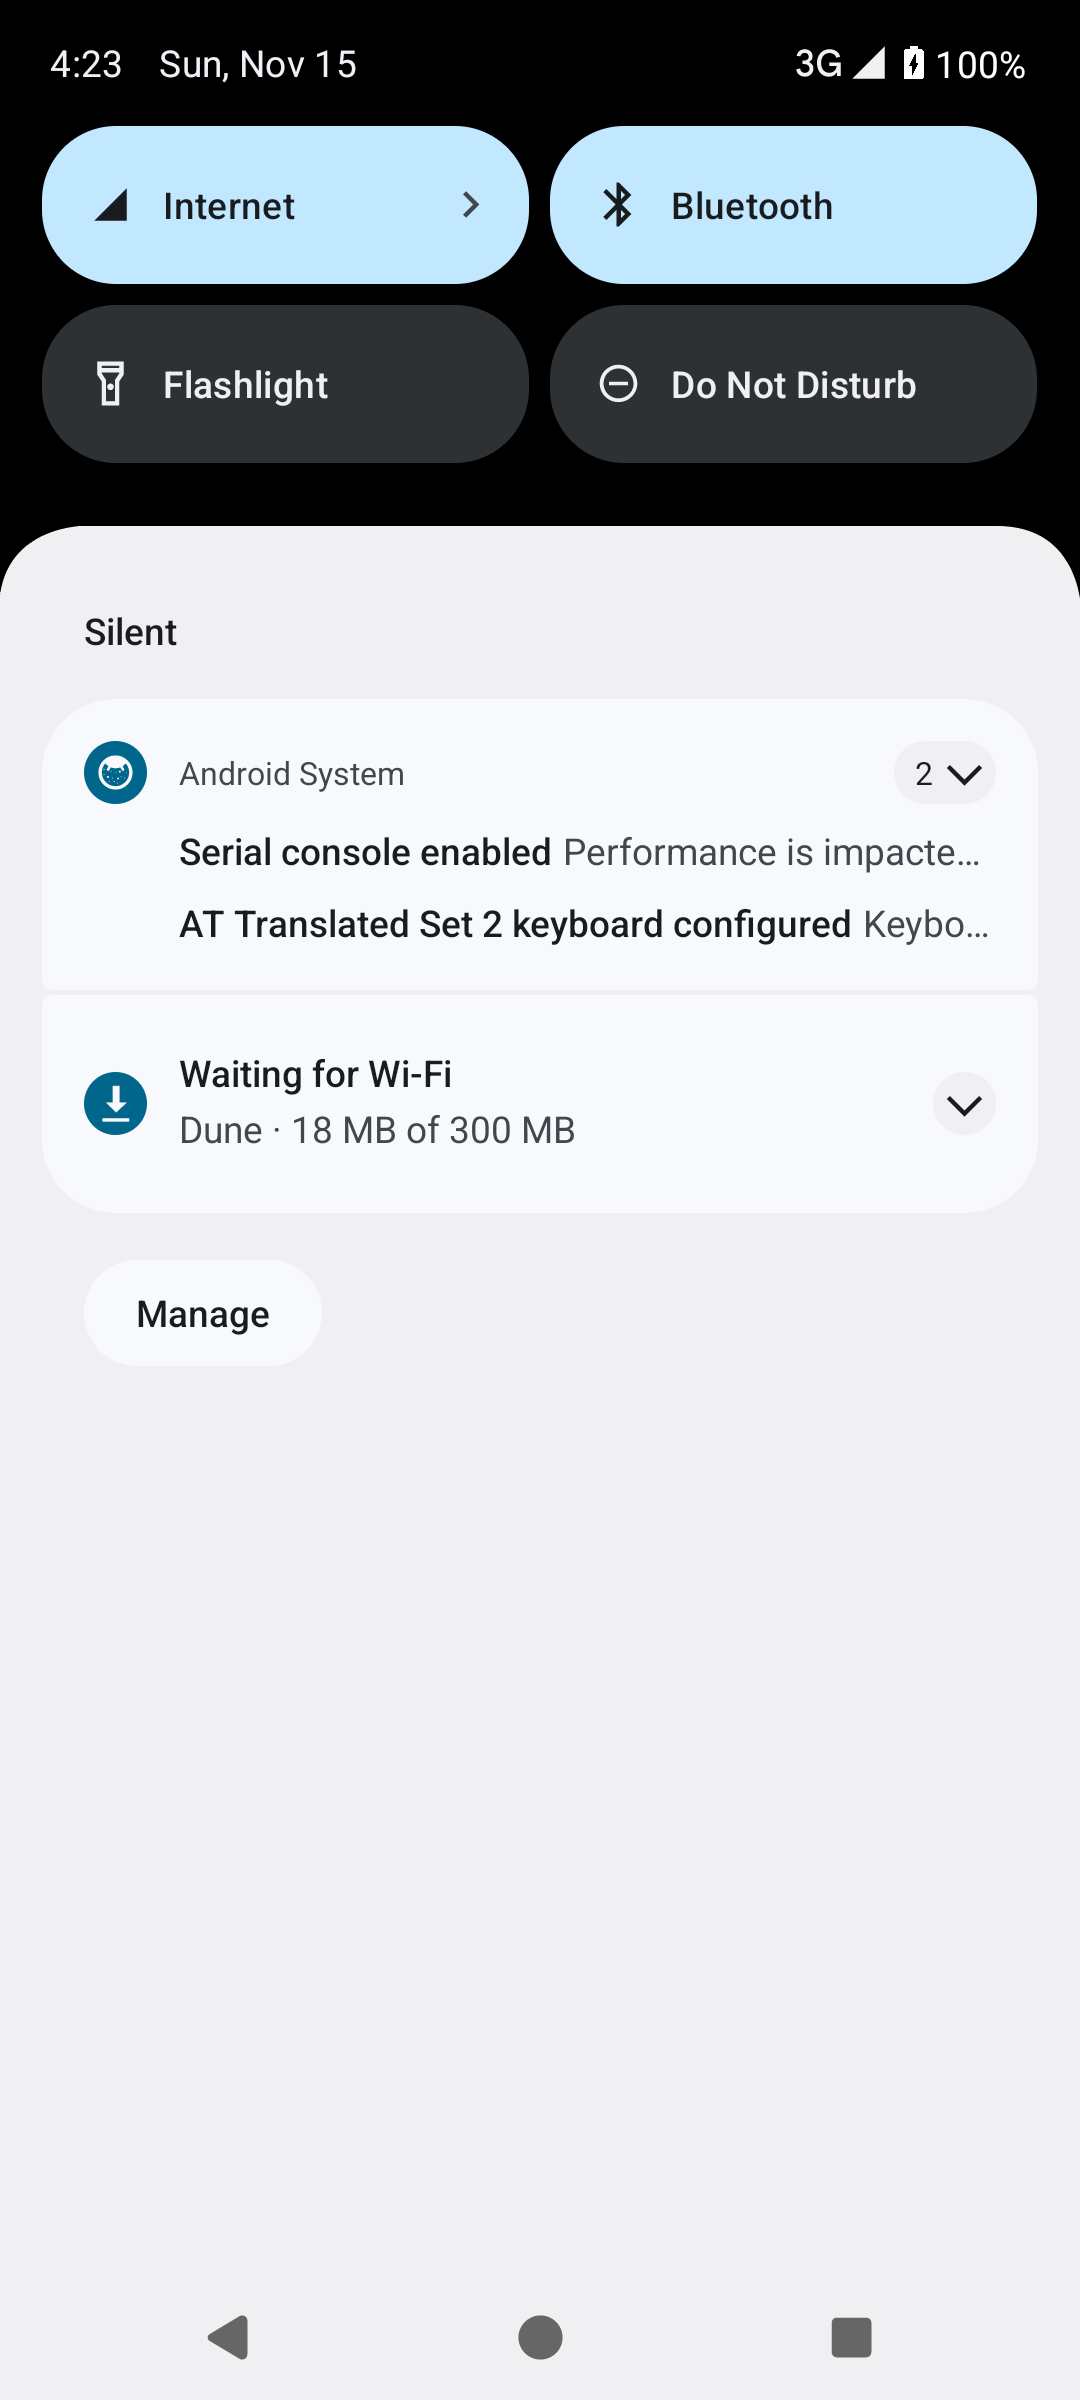 4:23 Sun, Nov 15 3G 100%
Internet Bluetooth
Flashlight Do Not Disturb
Silent
Android System 2
Serial console enabled Performance is impacte…
AT Translated Set 2 keyboard configured Keybo…
Waiting for Wi-Fi
Dune · 18 MB of 300 MB
Manage